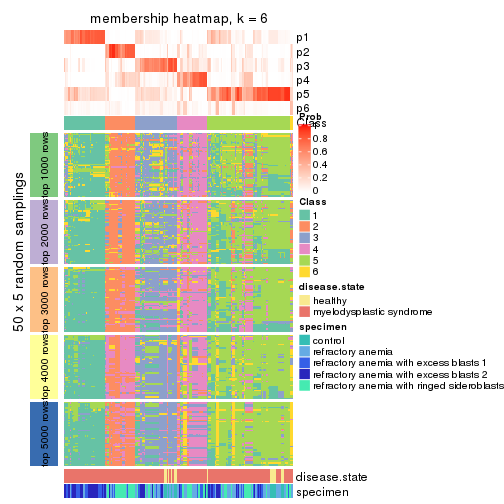 membership heatmap, k = 6
p1
p2
p3
p4
p5
p6
Class
Prob
1
0.8
0.6
0.4
0.2
0
Class
1
2
3
4
5
6
disease.state
healthy
myelodysplastic syndrome
specimen
control
refractory anemia
refractory anemia with excess blasts 1
refractory anemia with excess blasts 2
refractory anemia with ringed sideroblasts
50 x 5 random samplings
top 1000 rows
top 2000 rows
top 3000 rows
top 4000 rows
top 5000 rows
disease.state
specimen